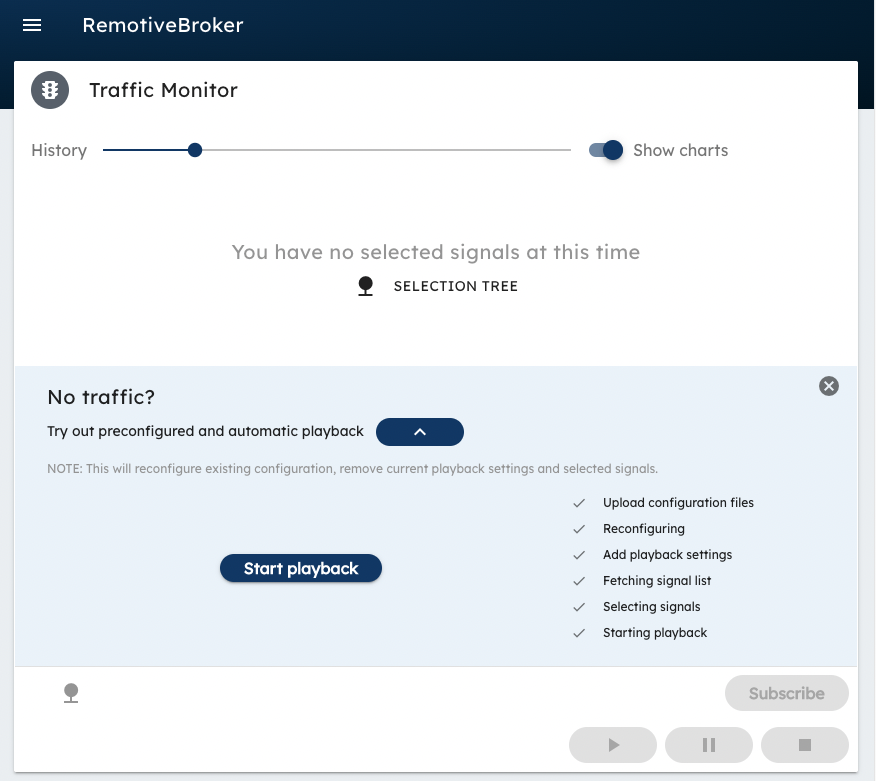 RemotiveBroker
Traffic Monitor
History
Show charts
You have no selected signals at this time
SELECTION TREE
No traffic?
Try out preconfigured and automatic playback
NOTE: This will reconfigure existing configuration, remove current playback settings and selected signals.
Upload configuration files
Reconfiguring
Add playback settings
Start playback
Fetching signal list
Selecting signals
Starting playback
Subscribe